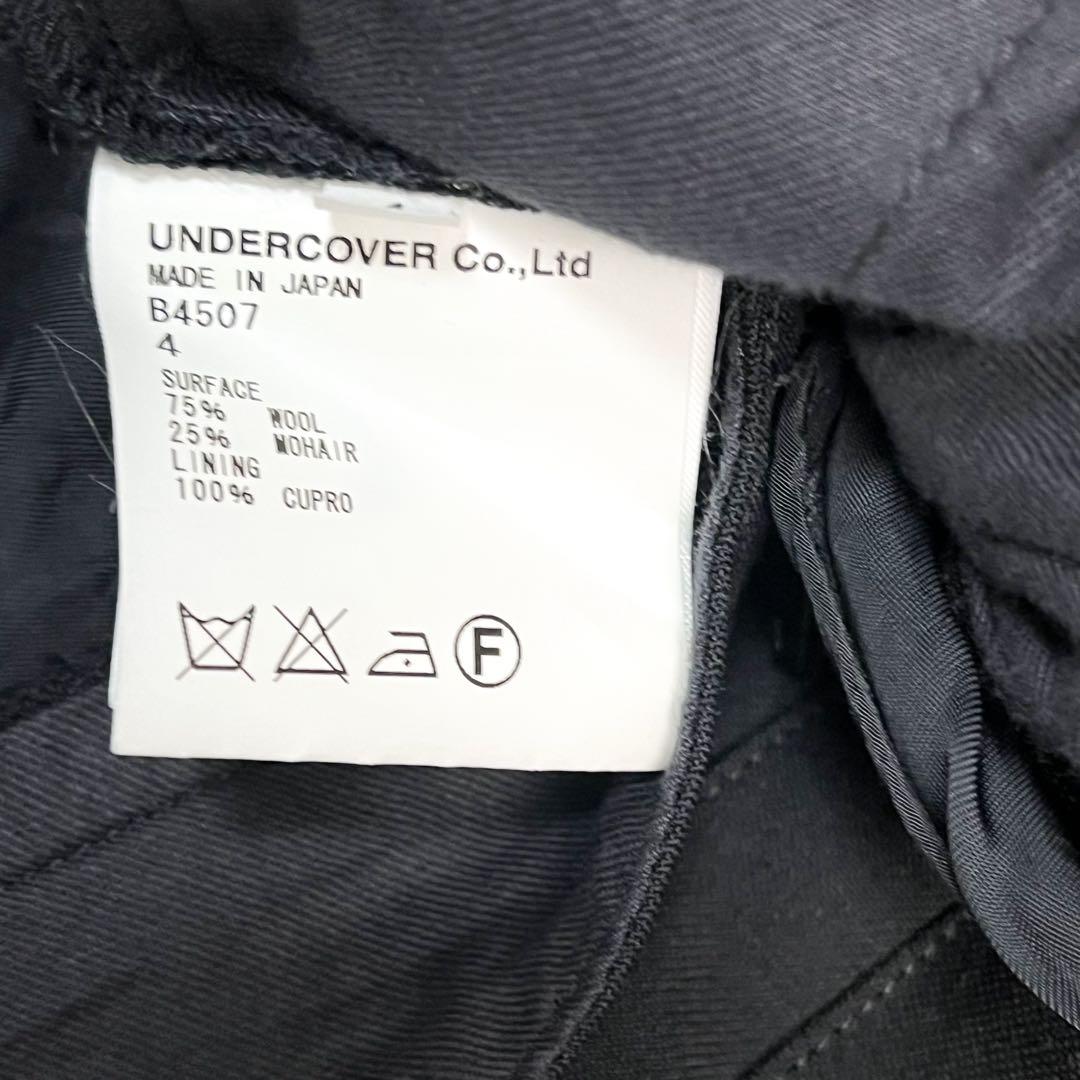 UNDERCOVER Co.,Ltd
MADE IN JAPAN
B4507
4
SURFACE
75% WOOL
25% MOHAIR
LINING
100% CUPRO
F